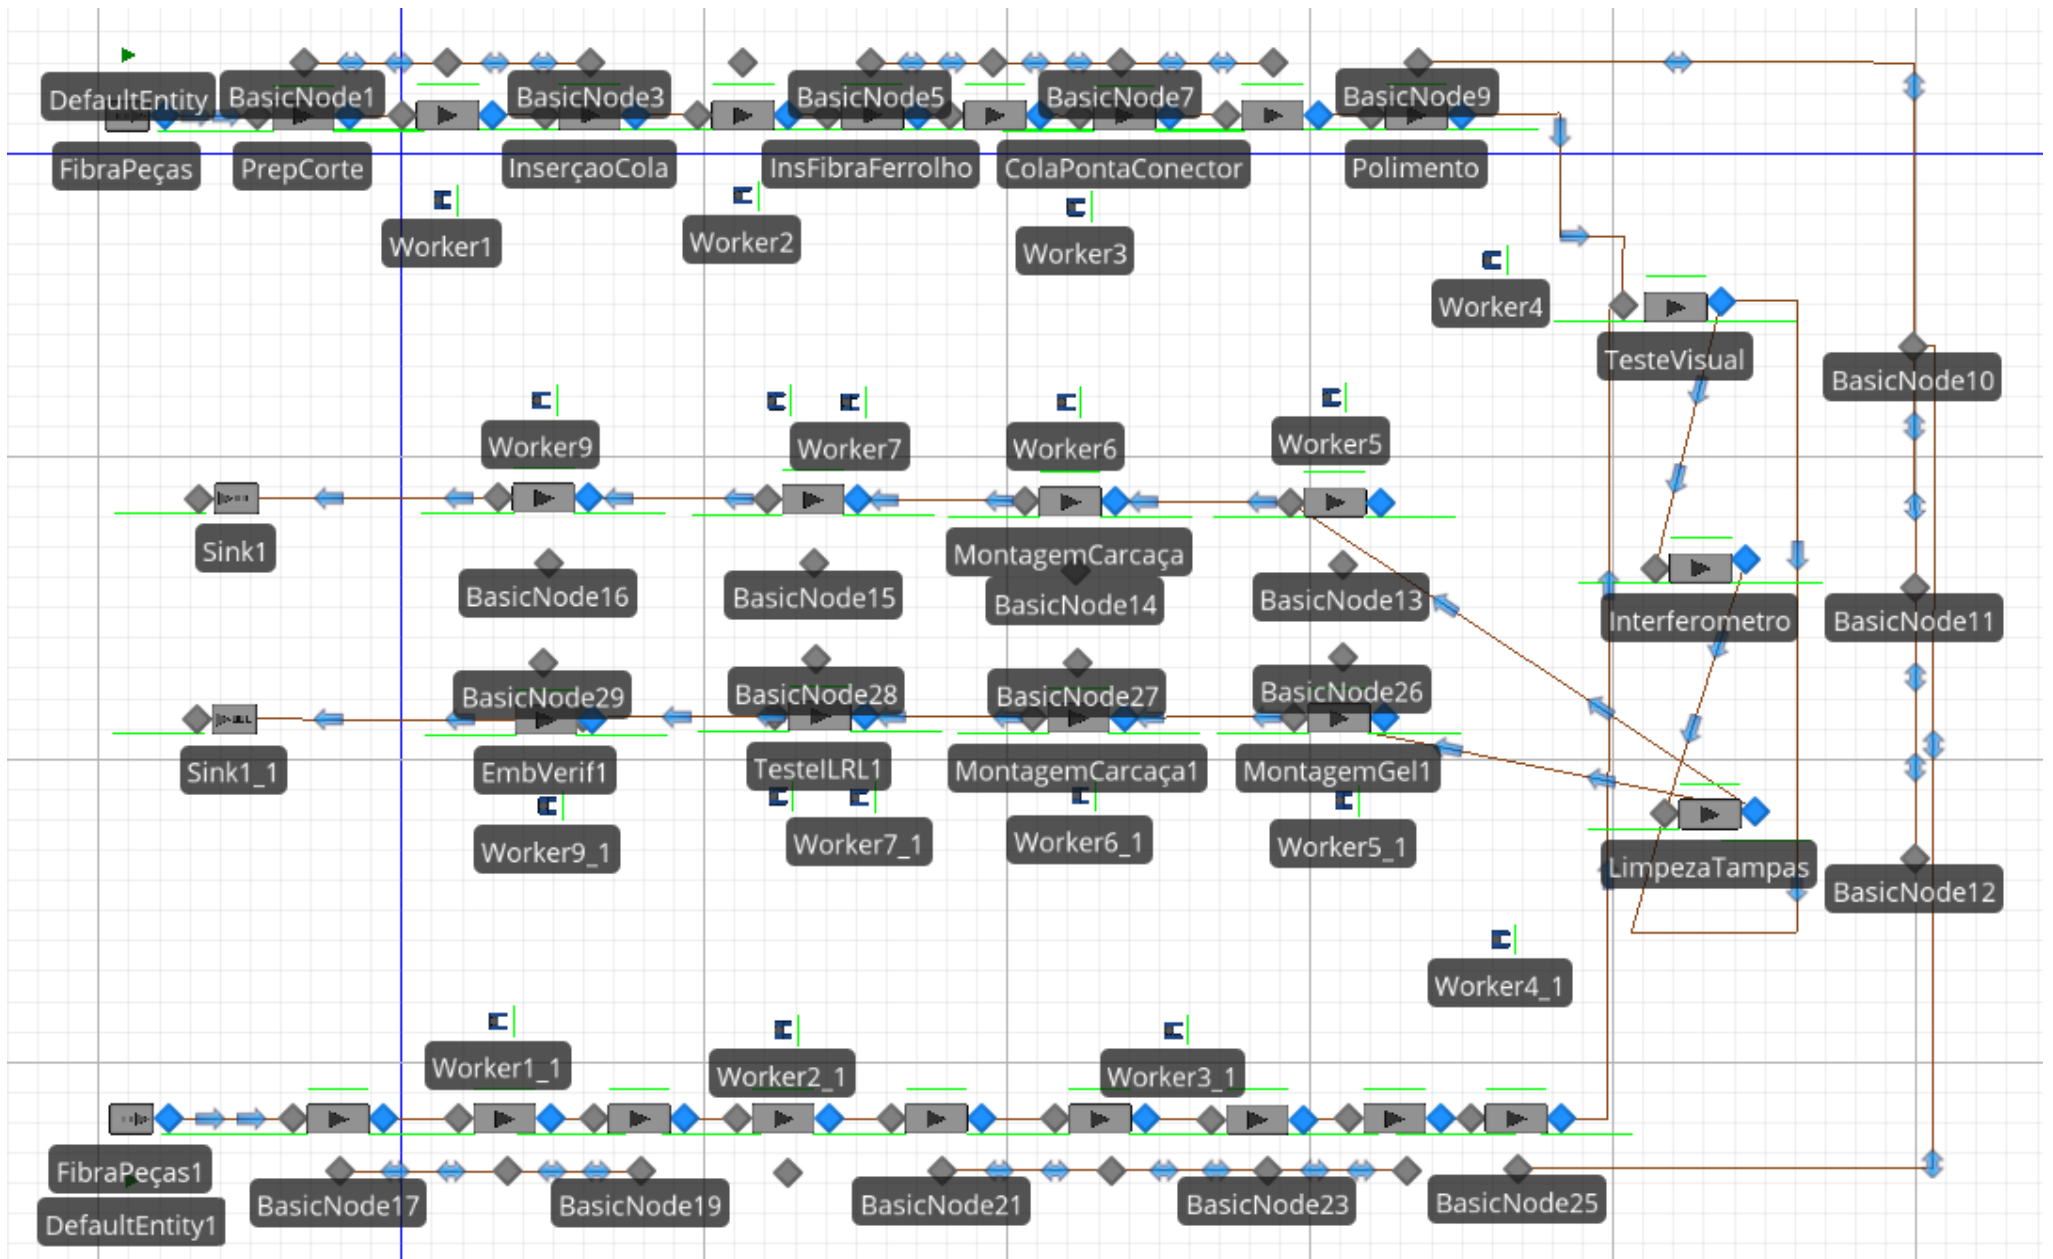 DefaultEntity
BasicNode1
BasicNode3
BasicNode5
BasicNode7
BasicNode9
FibraPeças
PrepCorte
InserçaoCola
InsFibraFerrolho
ColaPontaConector
Polimento
Worker1
Worker2
Worker3
Worker4
TesteVisual
BasicNode10
Worker9
Worker7
Worker6
Worker5
Sink1
MontagemCarcaça
BasicNode16
BasicNode15
BasicNode14
BasicNode13
Interferometro
BasicNode11
BasicNode29
BasicNode28
BasicNode27
BasicNode26
Sink1_1
EmbVerif1
TesteILRL1
MontagemCarcaça1
MontagemGel1
Worker9_1
Worker7_1
Worker6_1
Worker5_1
LimpezaTampas
BasicNode12
Worker4_1
Worker1_1
Worker2_1
Worker3_1
FibraPeças1
BasicNode17
BasicNode19
BasicNode21
BasicNode23
BasicNode25
DefaultEntity1